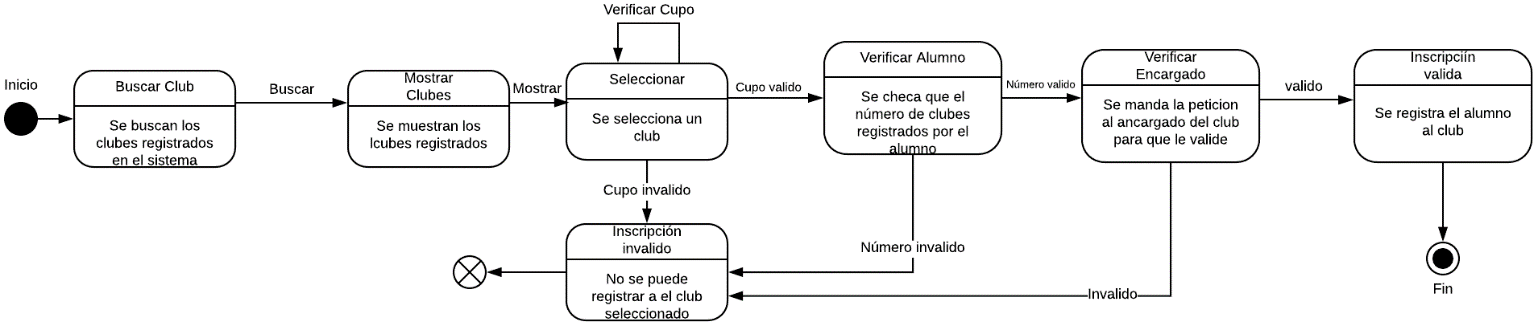 Inicio
Buscar Club
Se buscan los
clubes registrados
en el sistema
Buscar
Mostrar
Clubes
Se muestran los
lcubes registrados
Mostrar
Verificar Cupo
Seleccionar
Se selecciona un
club
Cupo valido
Verificar Alumno
Se checa que el
número de clubes
registrados por el
alumno
Número valido
Verificar
Encargado
Se manda la peticion
al ancargado del club
para que le valide
valido
Inscripciín
valida
Se registra el alumno
al club
Cupo invalido
Inscripción
invalido
No se puede
registrar a el club
seleccionado
Número invalido
Invalido
Fin